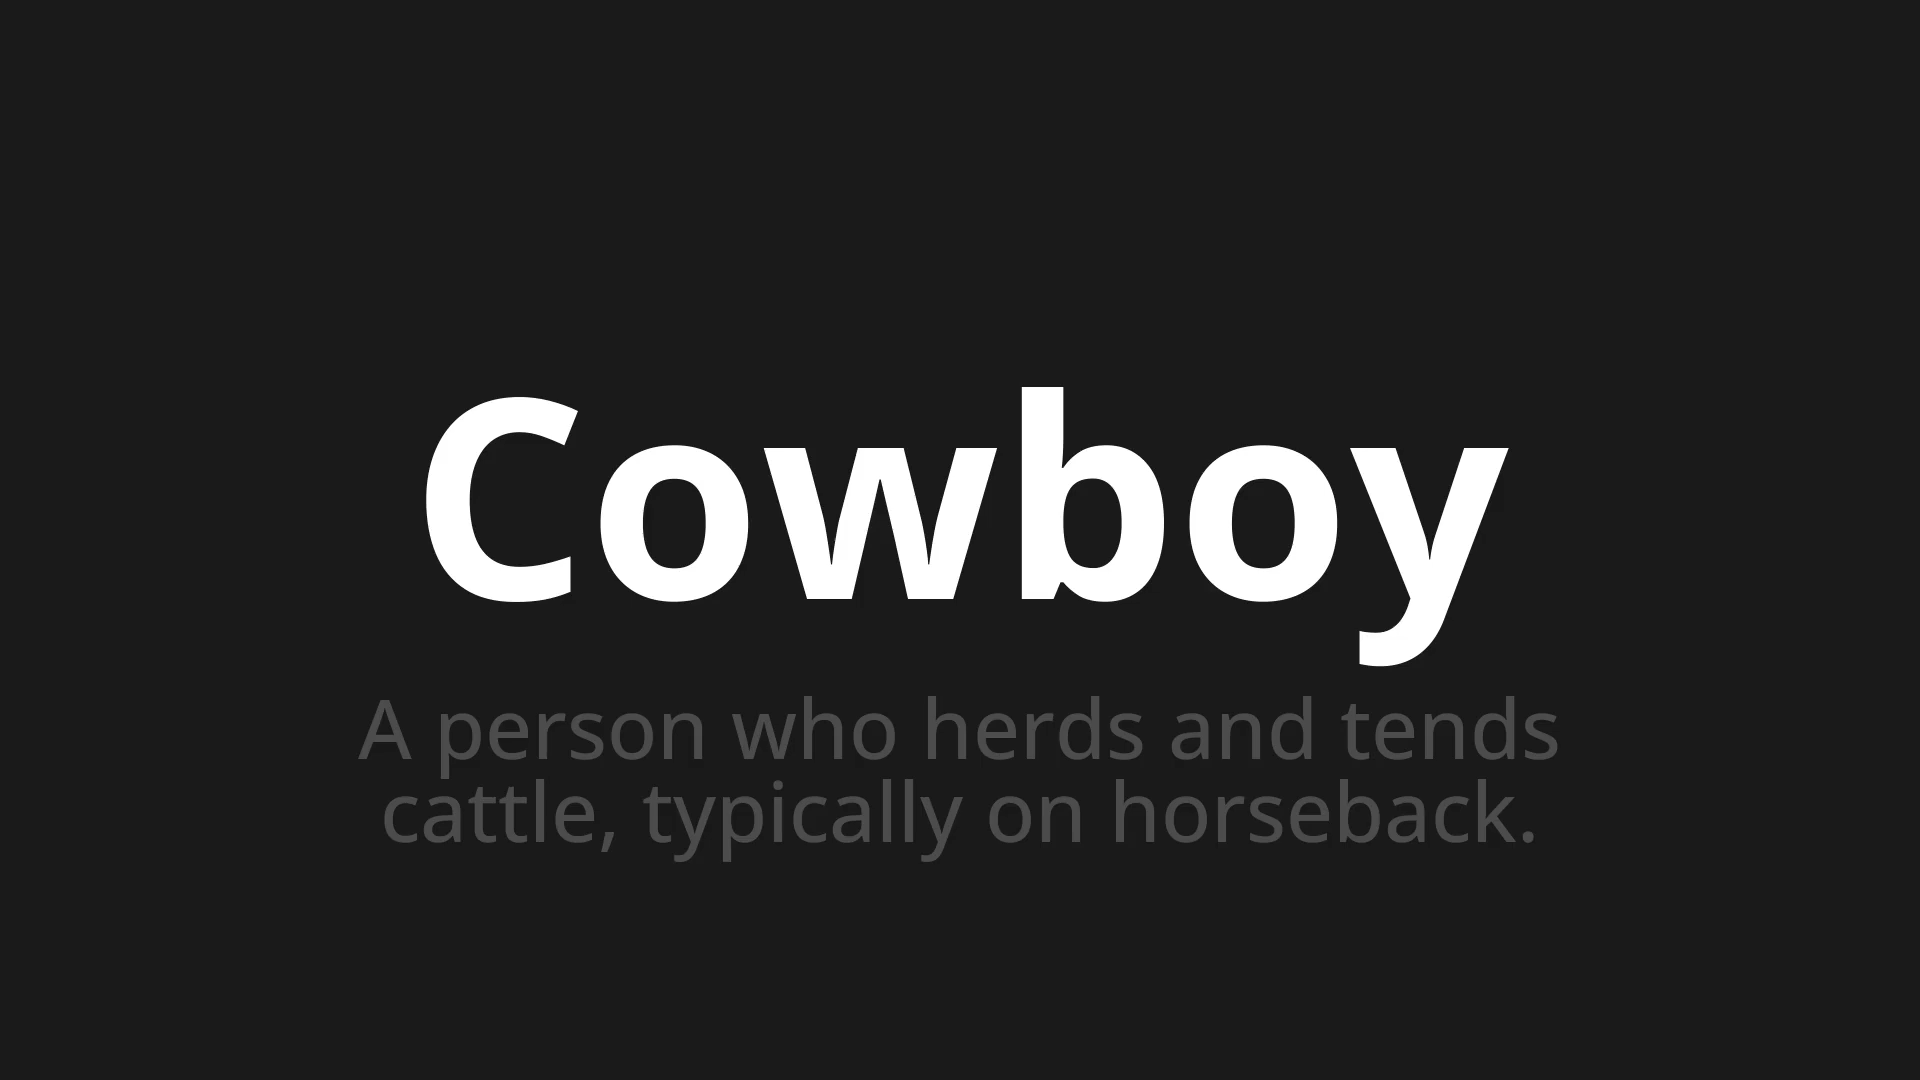 Cowboy
A person who herds and tends
cattle, typically on horseback.